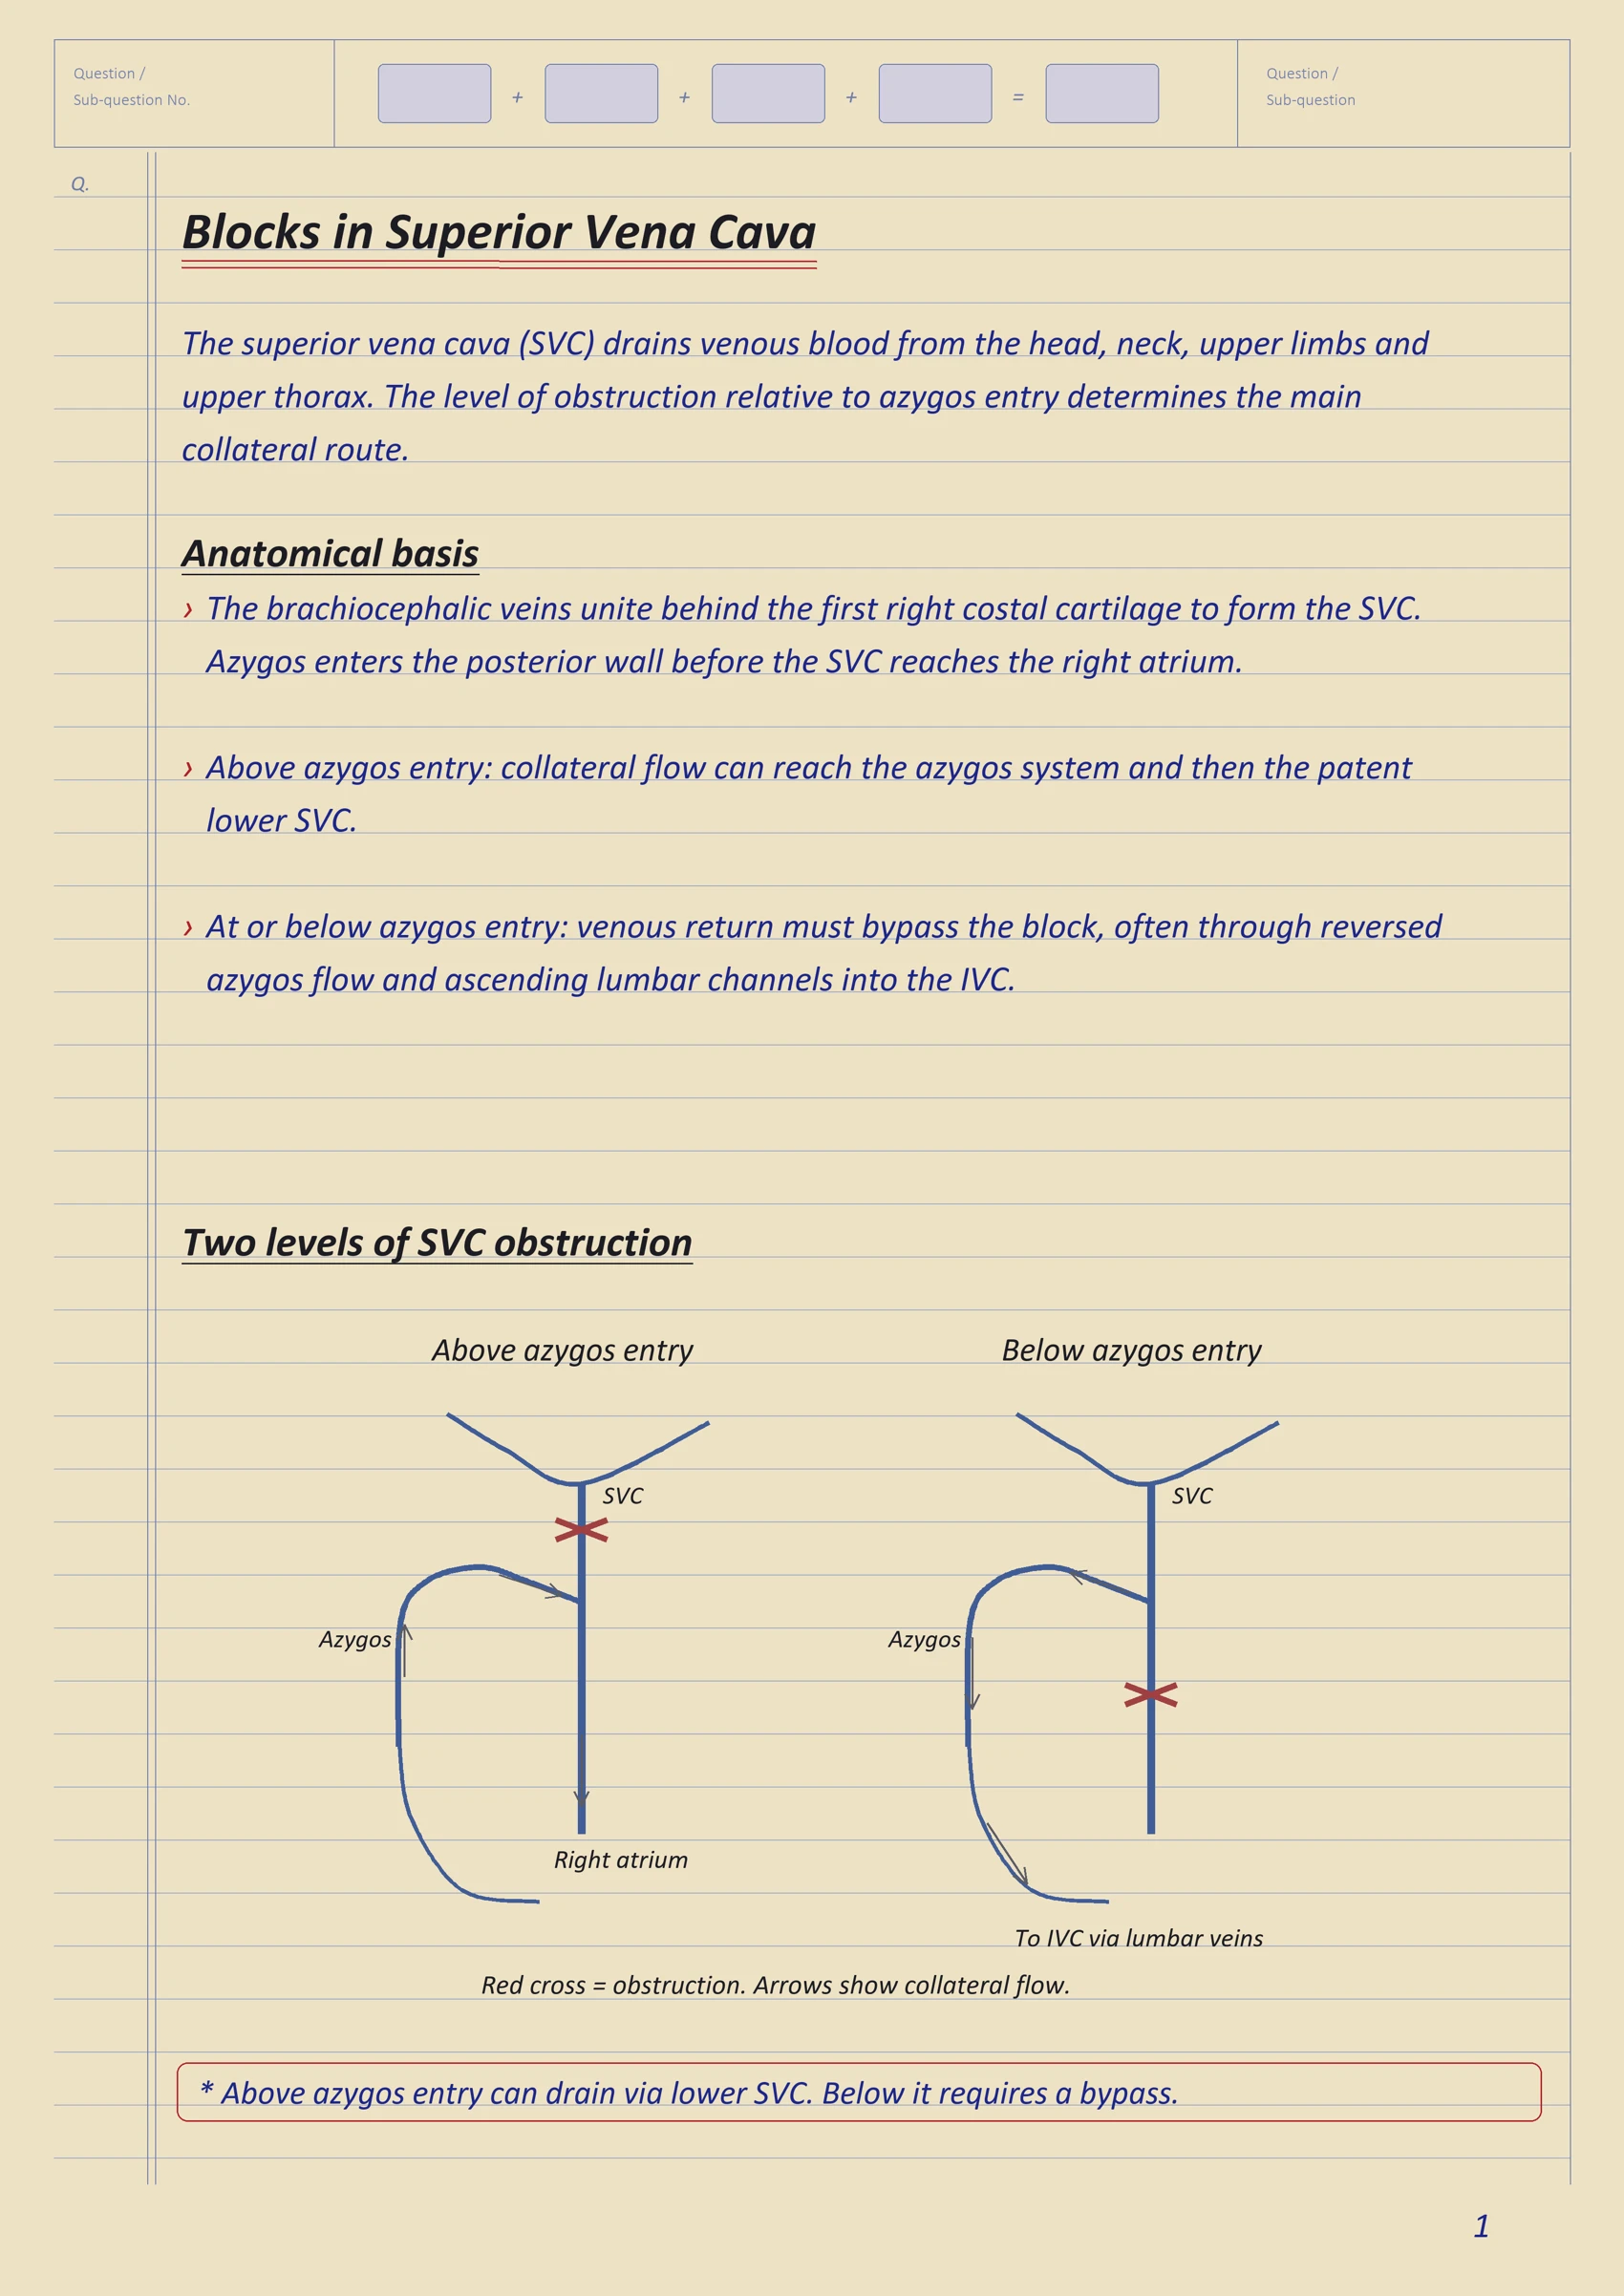 Question /
Sub-question No.
+ + + =
Question /
Sub-question
Q.
Blocks in Superior Vena Cava
The superior vena cava (SVC) drains venous blood from the head, neck, upper limbs and
upper thorax. The level of obstruction relative to azygos entry determines the main
collateral route.
Anatomical basis
› The brachiocephalic veins unite behind the first right costal cartilage to form the SVC.
Azygos enters the posterior wall before the SVC reaches the right atrium.
› Above azygos entry: collateral flow can reach the azygos system and then the patent
lower SVC.
› At or below azygos entry: venous return must bypass the block, often through reversed
azygos flow and ascending lumbar channels into the IVC.
Two levels of SVC obstruction
Above azygos entry
SVC
Azygos
Right atrium
Below azygos entry
SVC
Azygos
To IVC via lumbar veins
Red cross = obstruction. Arrows show collateral flow.
* Above azygos entry can drain via lower SVC. Below it requires a bypass.
1